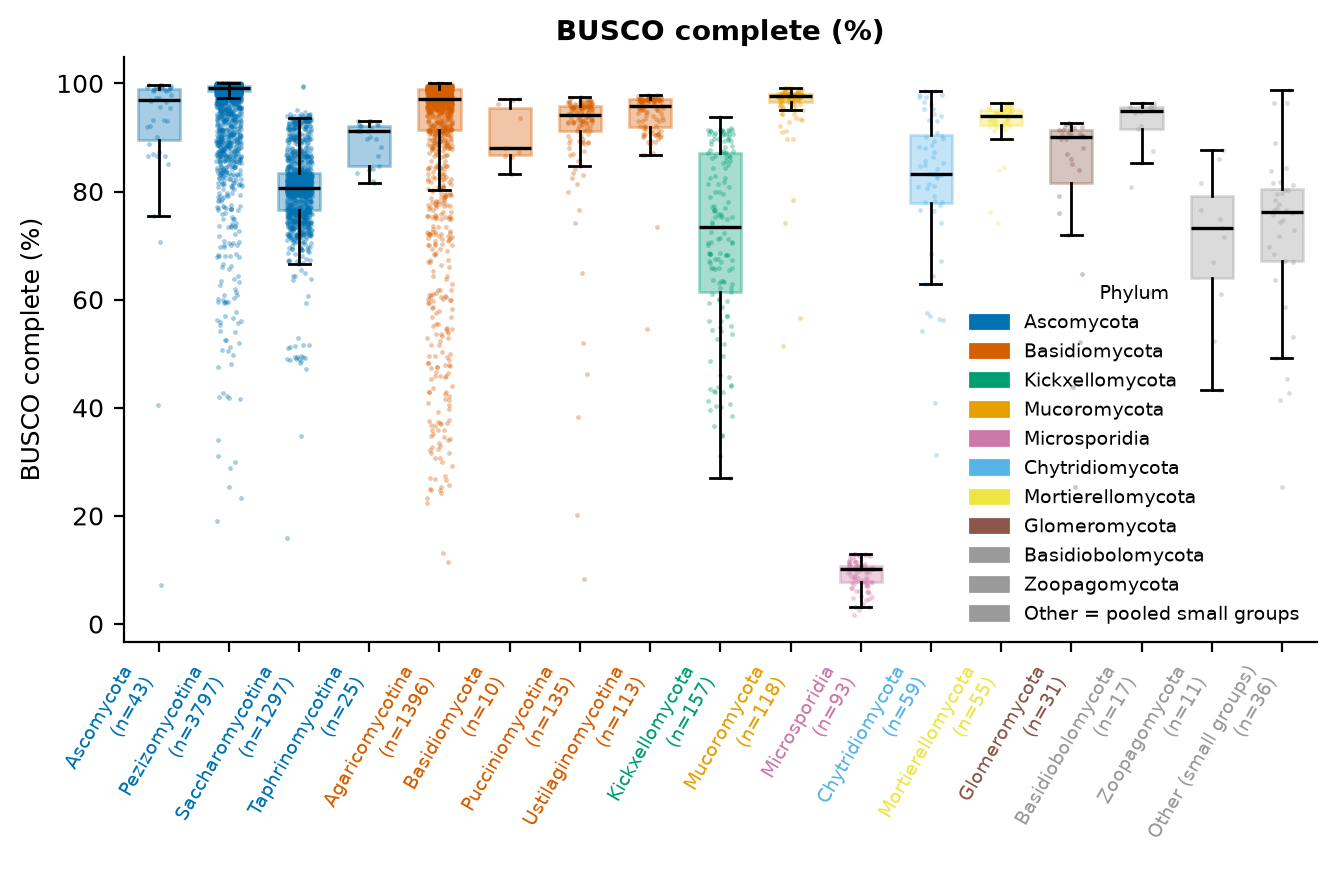 BUSCO complete (%)
BUSCO complete (%)
100
80
60
40
20
0
Phylum
Ascomycota
Basidiomycota
Kickxellomycota
Mucoromycota
Microsporidia
Chytridiomycota
Mortierellomycota
Glomeromycota
Basidiobolomycota
Zoopagomycota
Other = pooled small groups
Ascomycota
(n=43)
Pezizomycotina
(n=3797)
Saccharomycotina
(n=1297)
Taphrinomycotina
(n=25)
Agaricomycotina
(n=1396)
Basidiomycota
(n=10)
Pucciniomycotina
(n=135)
Ustilaginomycotina
(n=113)
Kickxellomycota
(n=157)
Mucoromycota
(n=118)
Microsporidia
(n=93)
Chytridiomycota
(n=59)
Mortierellomycota
(n=55)
Glomeromycota
(n=31)
Basidiobolomycota
(n=17)
Zoopagomycota
(n=11)
Other (small groups)
(n=36)